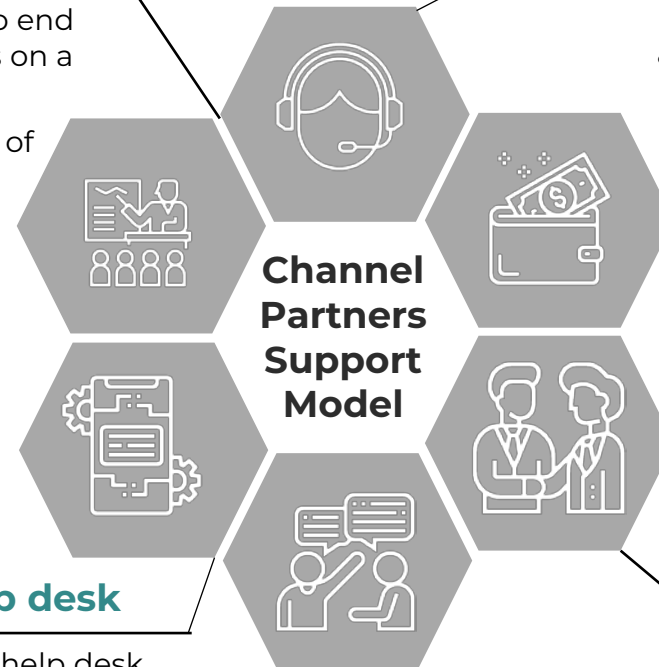 end
on a
of
Channel
Partners
Support
Model
desk
help desk